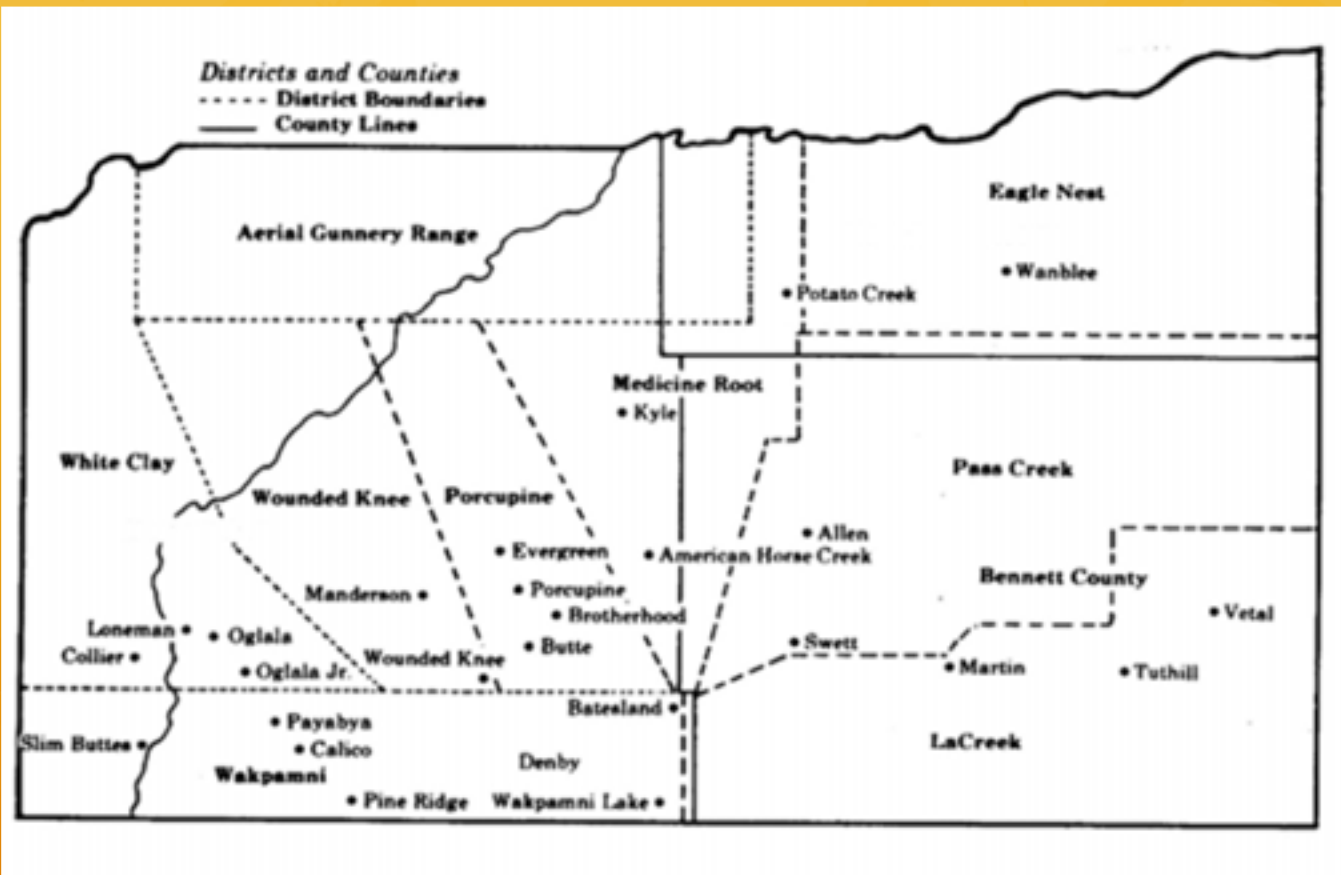 Districts and Counties
District Boundaries
County Lines
Eagle Nest
Aerial Gunnery Range
Wanblee
Potato Creek
Medicine Root
Kyle
White Clay
Pass Creek
Wounded Knee
Porcupine
Allen
Evergreen
American Horse Creek
Bennett County
Manderson
Porcupine
Brotherhood
Vetal
Loneman
Oglala
Butte
Swett
Collier
Wounded Knee
Martin
Tuthill
Oglala Jr.
Batesland
Payabya
Slim Buttes
Calico
Denby
LaCreek
Wakpamni
Pine Ridge
Wakpamni Lake